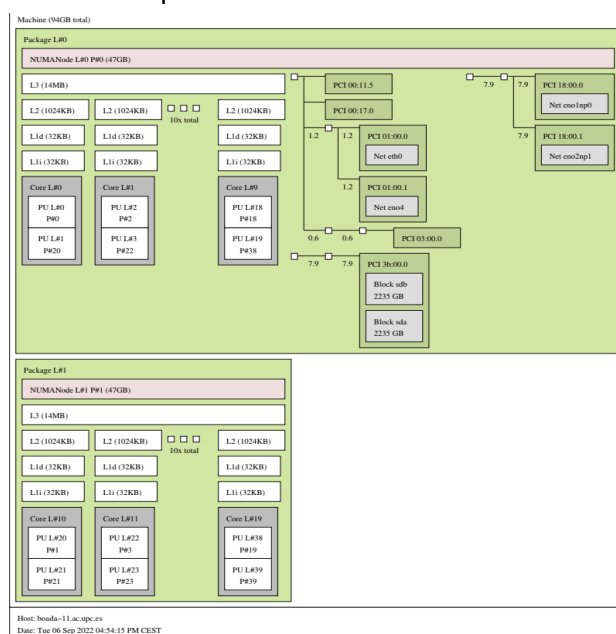 Machine (94GB total)
Package L#0
NUMANode L#0 P#0 (47GB)
L3 (14MB)
L2 (1024KB) L2 (1024KB) 10x total L2 (1024KB)
L1d (32KB) L1d (32KB) L1d (32KB)
L1i (32KB) L1i (32KB) L1i (32KB)
Core L#0
PU L#0
P#0
PU L#1
P#20
Core L#1
PU L#2
P#2
PU L#3
P#22
Core L#9
PU L#18
P#18
PU L#19
P#38
PCI 00:11.5
PCI 00:17.0
1.2 1.2 PCI 01:00.0
Net eth0
1.2 PCI 01:00.1
Net eno4
0.6 0.6 PCI 03:00.0
7.9 7.9 PCI 3b:00.0
Block sdb
2235 GB
Block sda
2235 GB
7.9 7.9 PCI 18:00.0
Net eno1np0
7.9 PCI 18:00.1
Net eno2np1
Package L#1
NUMANode L#1 P#1 (47GB)
L3 (14MB)
L2 (1024KB) L2 (1024KB) 10x total L2 (1024KB)
L1d (32KB) L1d (32KB) L1d (32KB)
L1i (32KB) L1i (32KB) L1i (32KB)
Core L#10
PU L#20
P#1
PU L#21
P#21
Core L#11
PU L#22
P#3
PU L#23
P#23
Core L#19
PU L#38
P#19
PU L#39
P#39
Host: boada-11.ac.upc.es
Date: Tue 06 Sep 2022 04:54:15 PM CEST